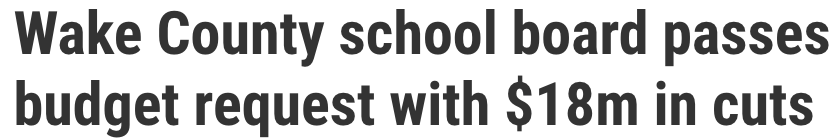 Wake County school board passes
budget request with $18m in cuts